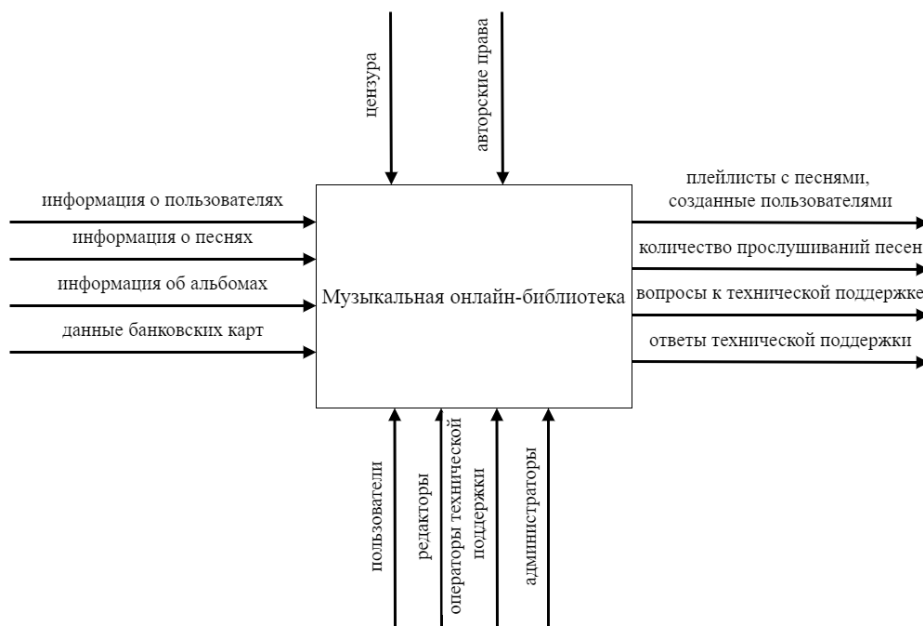 цензура
авторские права
информация о пользователях
информация о песнях
информация об альбомах
данные банковских карт
Музыкальная онлайн-библиотека
плейлисты с песнями,
созданные пользователями
количество прослушиваний песен
вопросы к технической поддержке
ответы технической поддержки
пользователи
редакторы
операторы технической
поддержки
администраторы